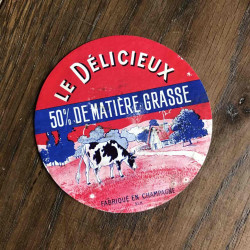 LE DÉLICIEUX
50% DE MATIÈRE GRASSE
FABRIQUÉ EN CHAMPAGNE